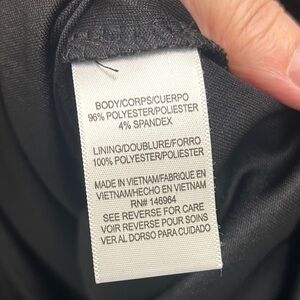 BODY/CORPS/CUERPO
96% POLYESTER/POLIESTER
4% SPANDEX
LINING/DOUBLURE/FORRO
100% POLYESTER/POLIESTER
MADE IN VIETNAM/FABRIQUÉ EN
VIETNAM/HECHO EN VIETNAM
RN# 146964
SEE REVERSE FOR CARE
VOIR REVERSE POUR SOINS
VER AL DORSO PARA CUIDADO